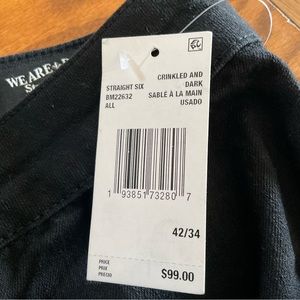 WE ARE
STRAIGHT SIX
BM22632
ALL
CRINKLED AND
DARK
SABLÉ À LA MAIN
USADO
1 93851 73280 7
42/34
PRICE
PRIX
PRECIO
$99.00